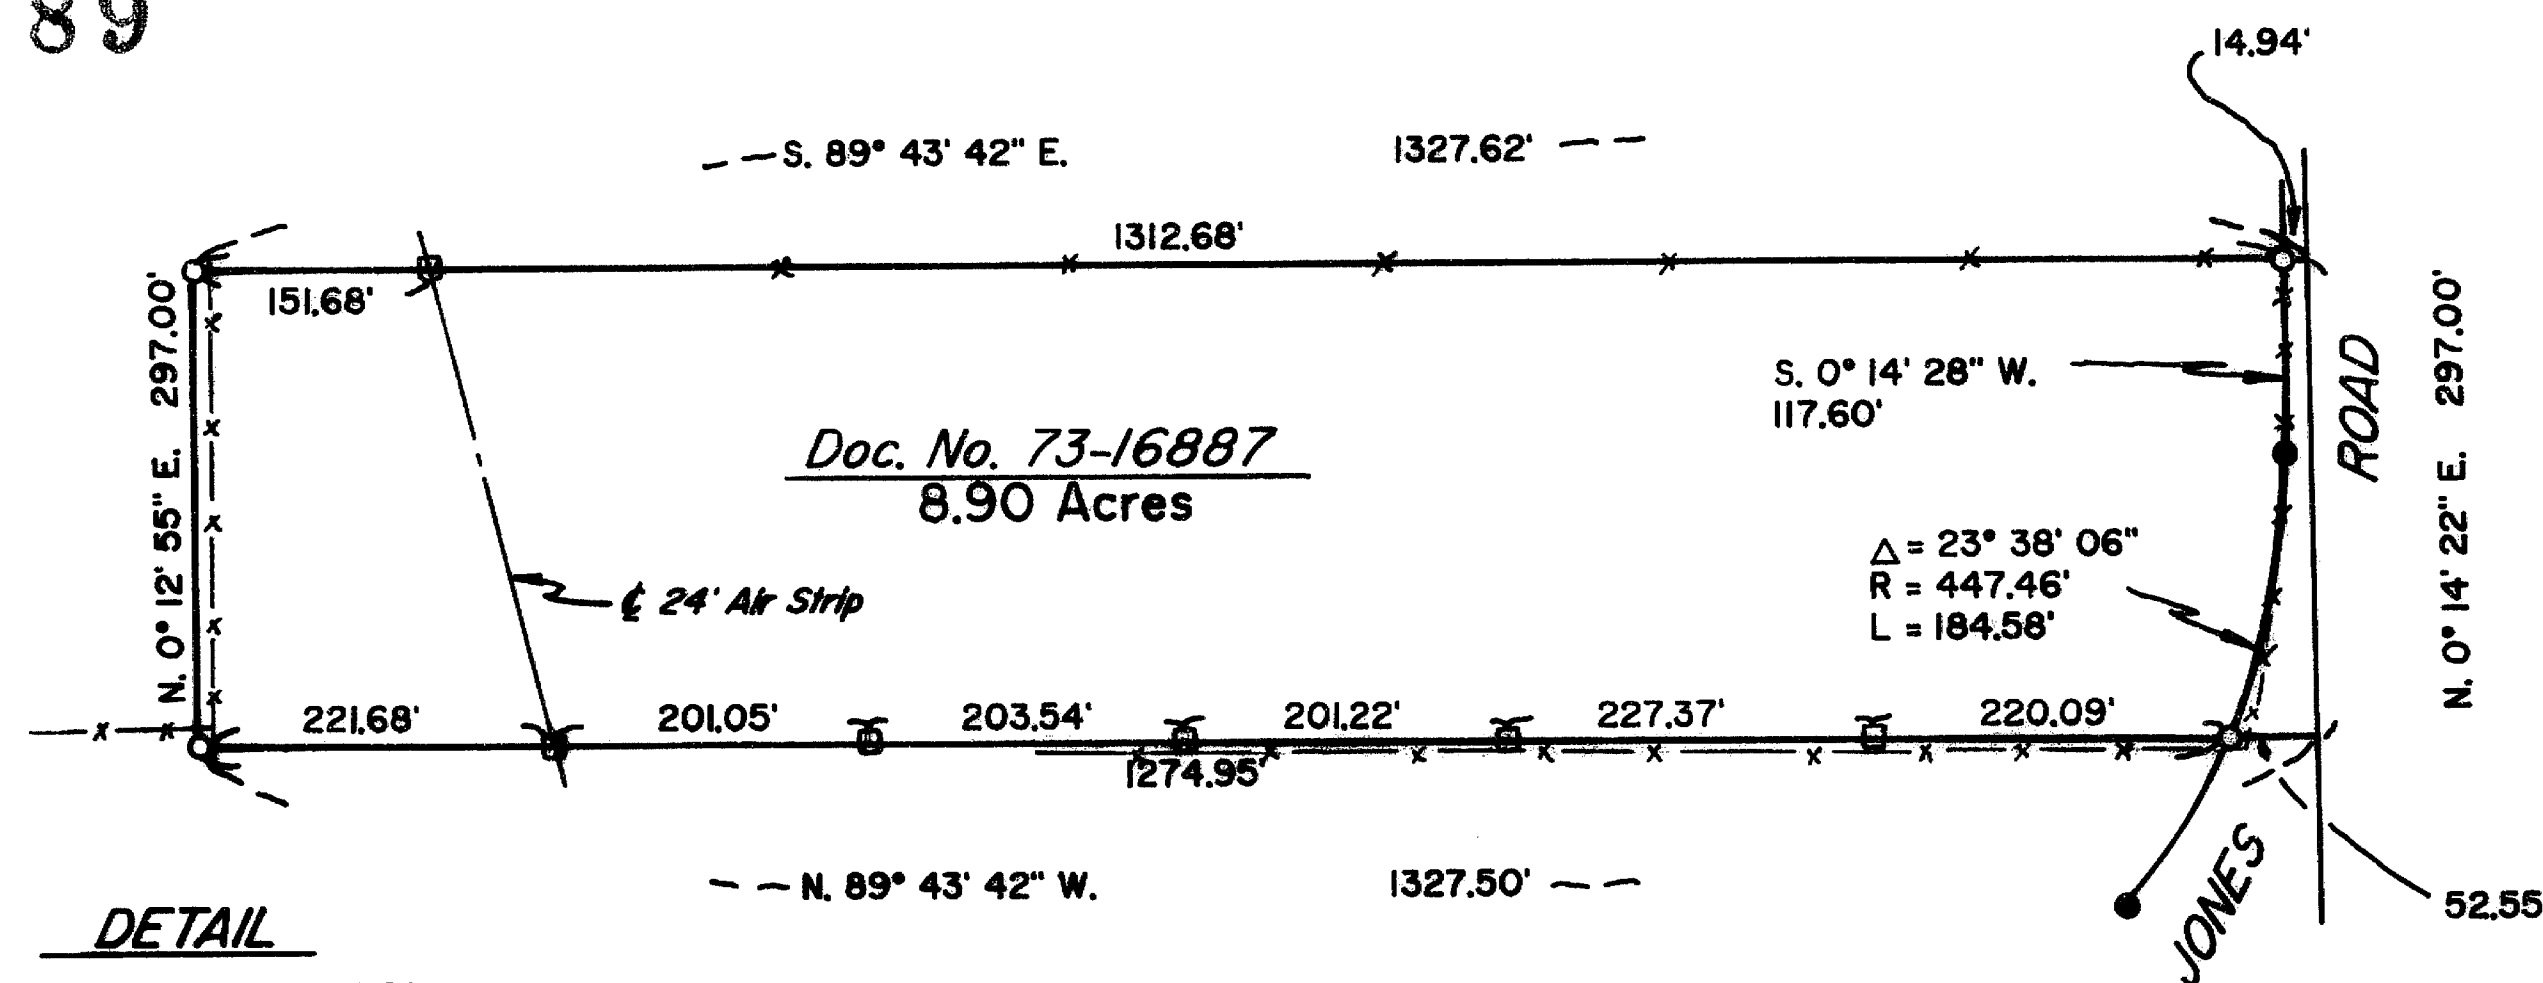 89
14.94'
S. 89° 43' 42" E. 1327.62'
1312.68'
151.68'
N. 0° 12' 55" E. 297.00'
S. 0° 14' 28" W.
117.60'
ROAD
N. 0° 14' 22" E. 297.00'
Doc. No. 73-16887
8.90 Acres
℄ 24' Air Strip
Δ = 23° 38' 06"
R = 447.46'
L = 184.58'
221.68' 201.05' 203.54' 201.22' 227.37' 220.09'
1274.95'
N. 89° 43' 42" W. 1327.50'
JONES
52.55
DETAIL